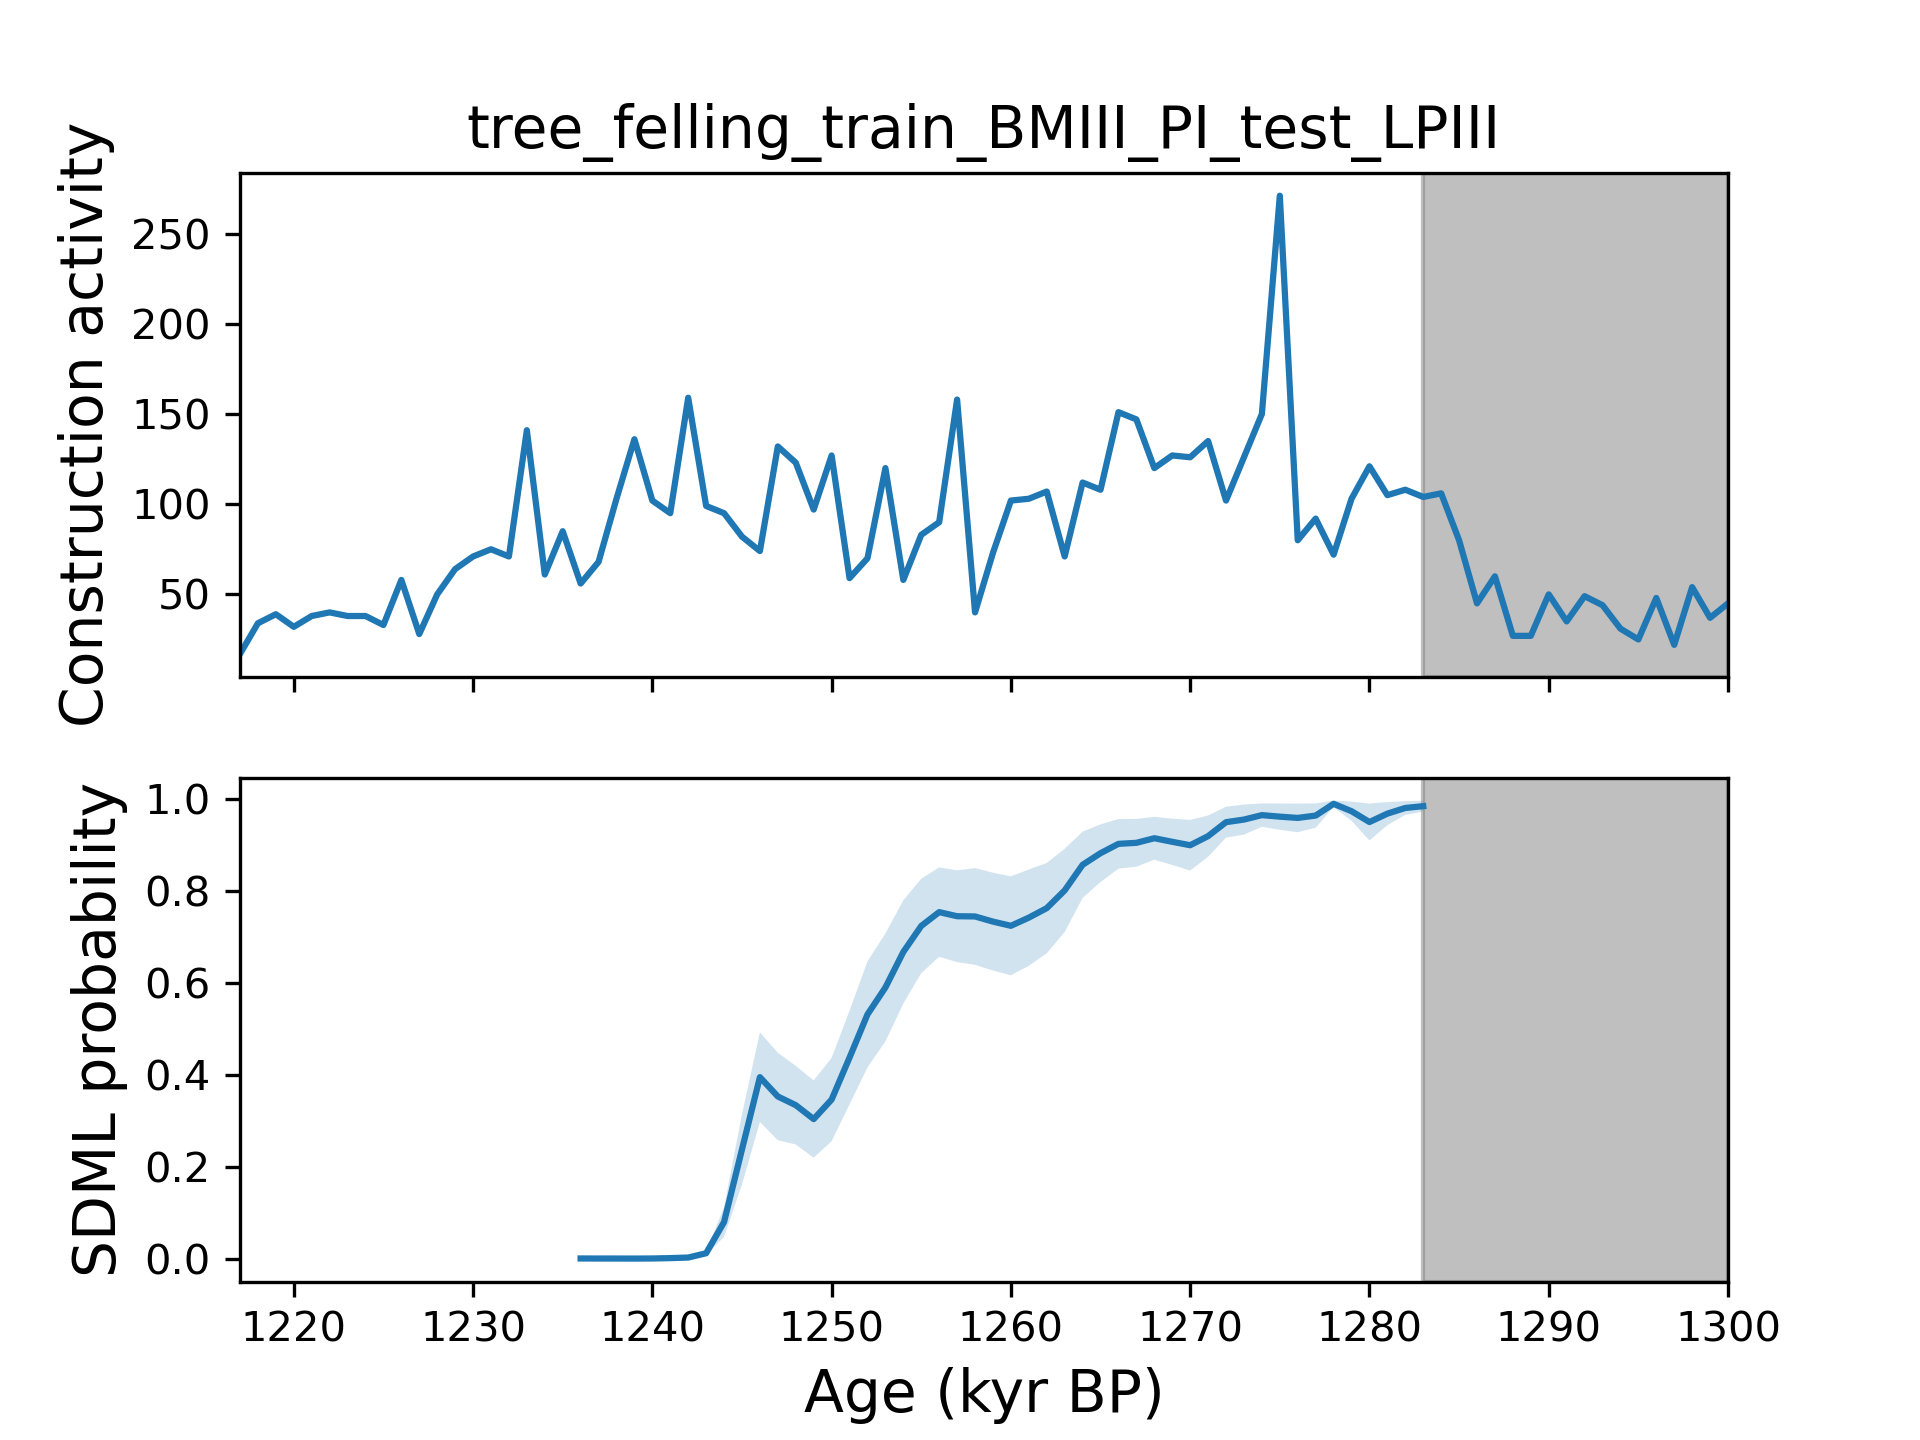 tree_felling_train_BMIII_PI_test_LPIII
Construction activity
250
200
150
100
50
SDML probability
1.0
0.8
0.6
0.4
0.2
0.0
1220 1230 1240 1250 1260 1270 1280 1290 1300
Age (kyr BP)